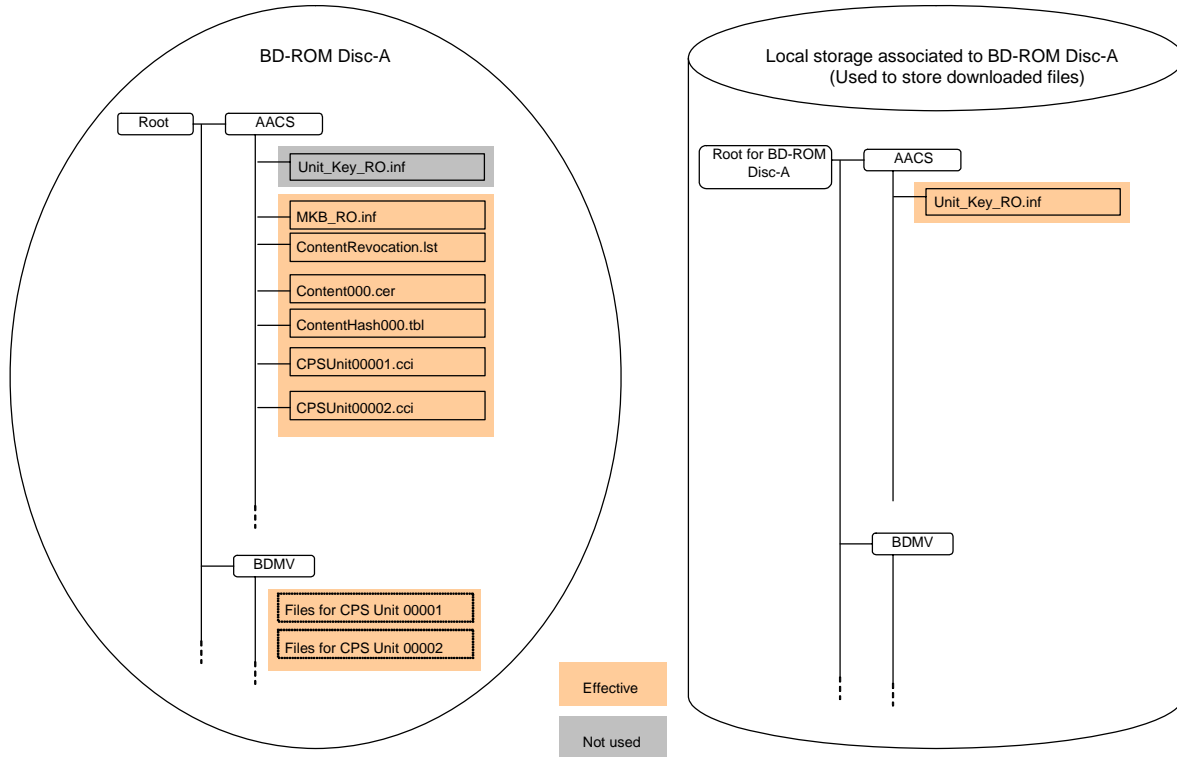 BD-ROM Disc-A
Root
AACS
Unit_Key_RO.inf
MKB_RO.inf
ContentRevocation.lst
Content000.cer
ContentHash000.tbl
CPSUnit00001.cci
CPSUnit00002.cci
BDMV
Files for CPS Unit 00001
Files for CPS Unit 00002
Effective
Not used
Local storage associated to BD-ROM Disc-A
(Used to store downloaded files)
Root for BD-ROM
Disc-A
AACS
Unit_Key_RO.inf
BDMV